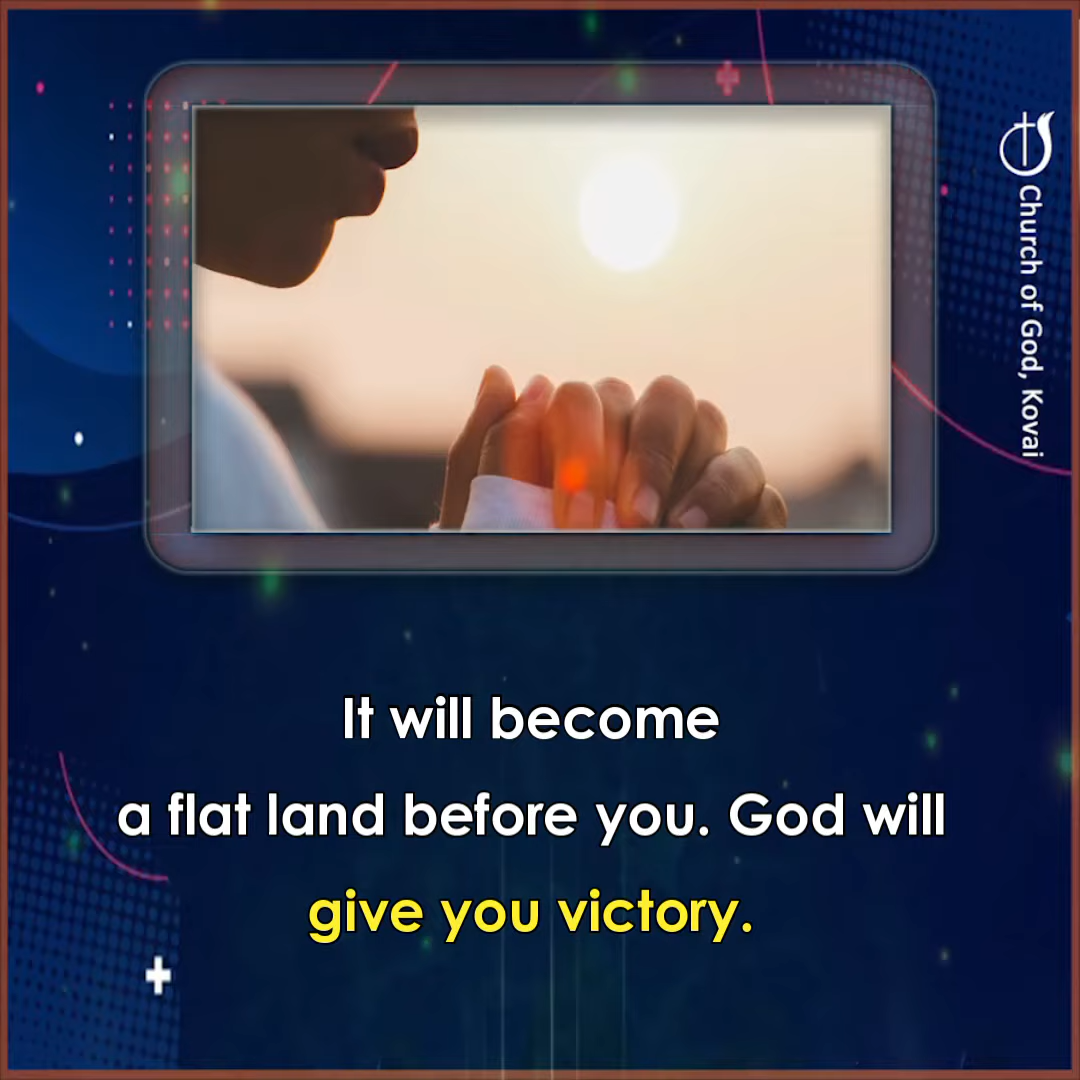 Church of God, Kovai
It will become
a flat land before you. God will
give you victory.